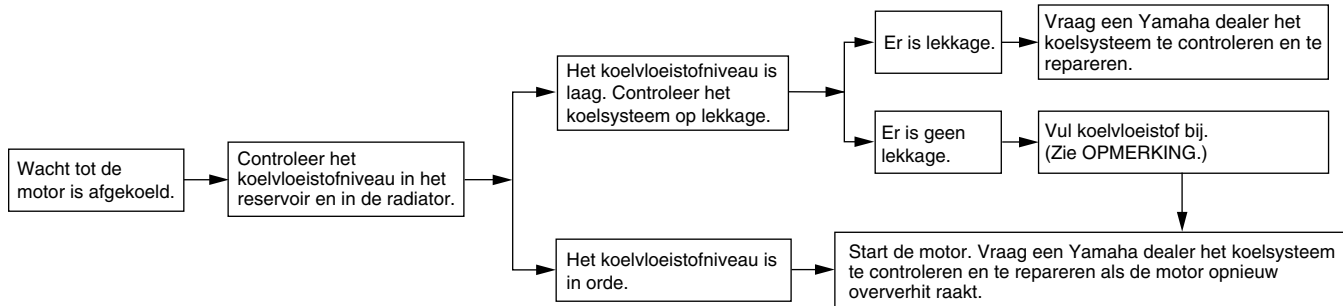 Wacht tot de
motor is afgekoeld.
Controleer het
koelvloeistofniveau in het
reservoir en in de radiator.
Het koelvloeistofniveau is
laag. Controleer het
koelsysteem op lekkage.
Er is lekkage.
Vraag een Yamaha dealer het
koelsysteem te controleren en te
repareren.
Er is geen
lekkage.
Vul koelvloeistof bij.
(Zie OPMERKING.)
Het koelvloeistofniveau is
in orde.
Start de motor. Vraag een Yamaha dealer het koelsysteem
te controleren en te repareren als de motor opnieuw
oververhit raakt.